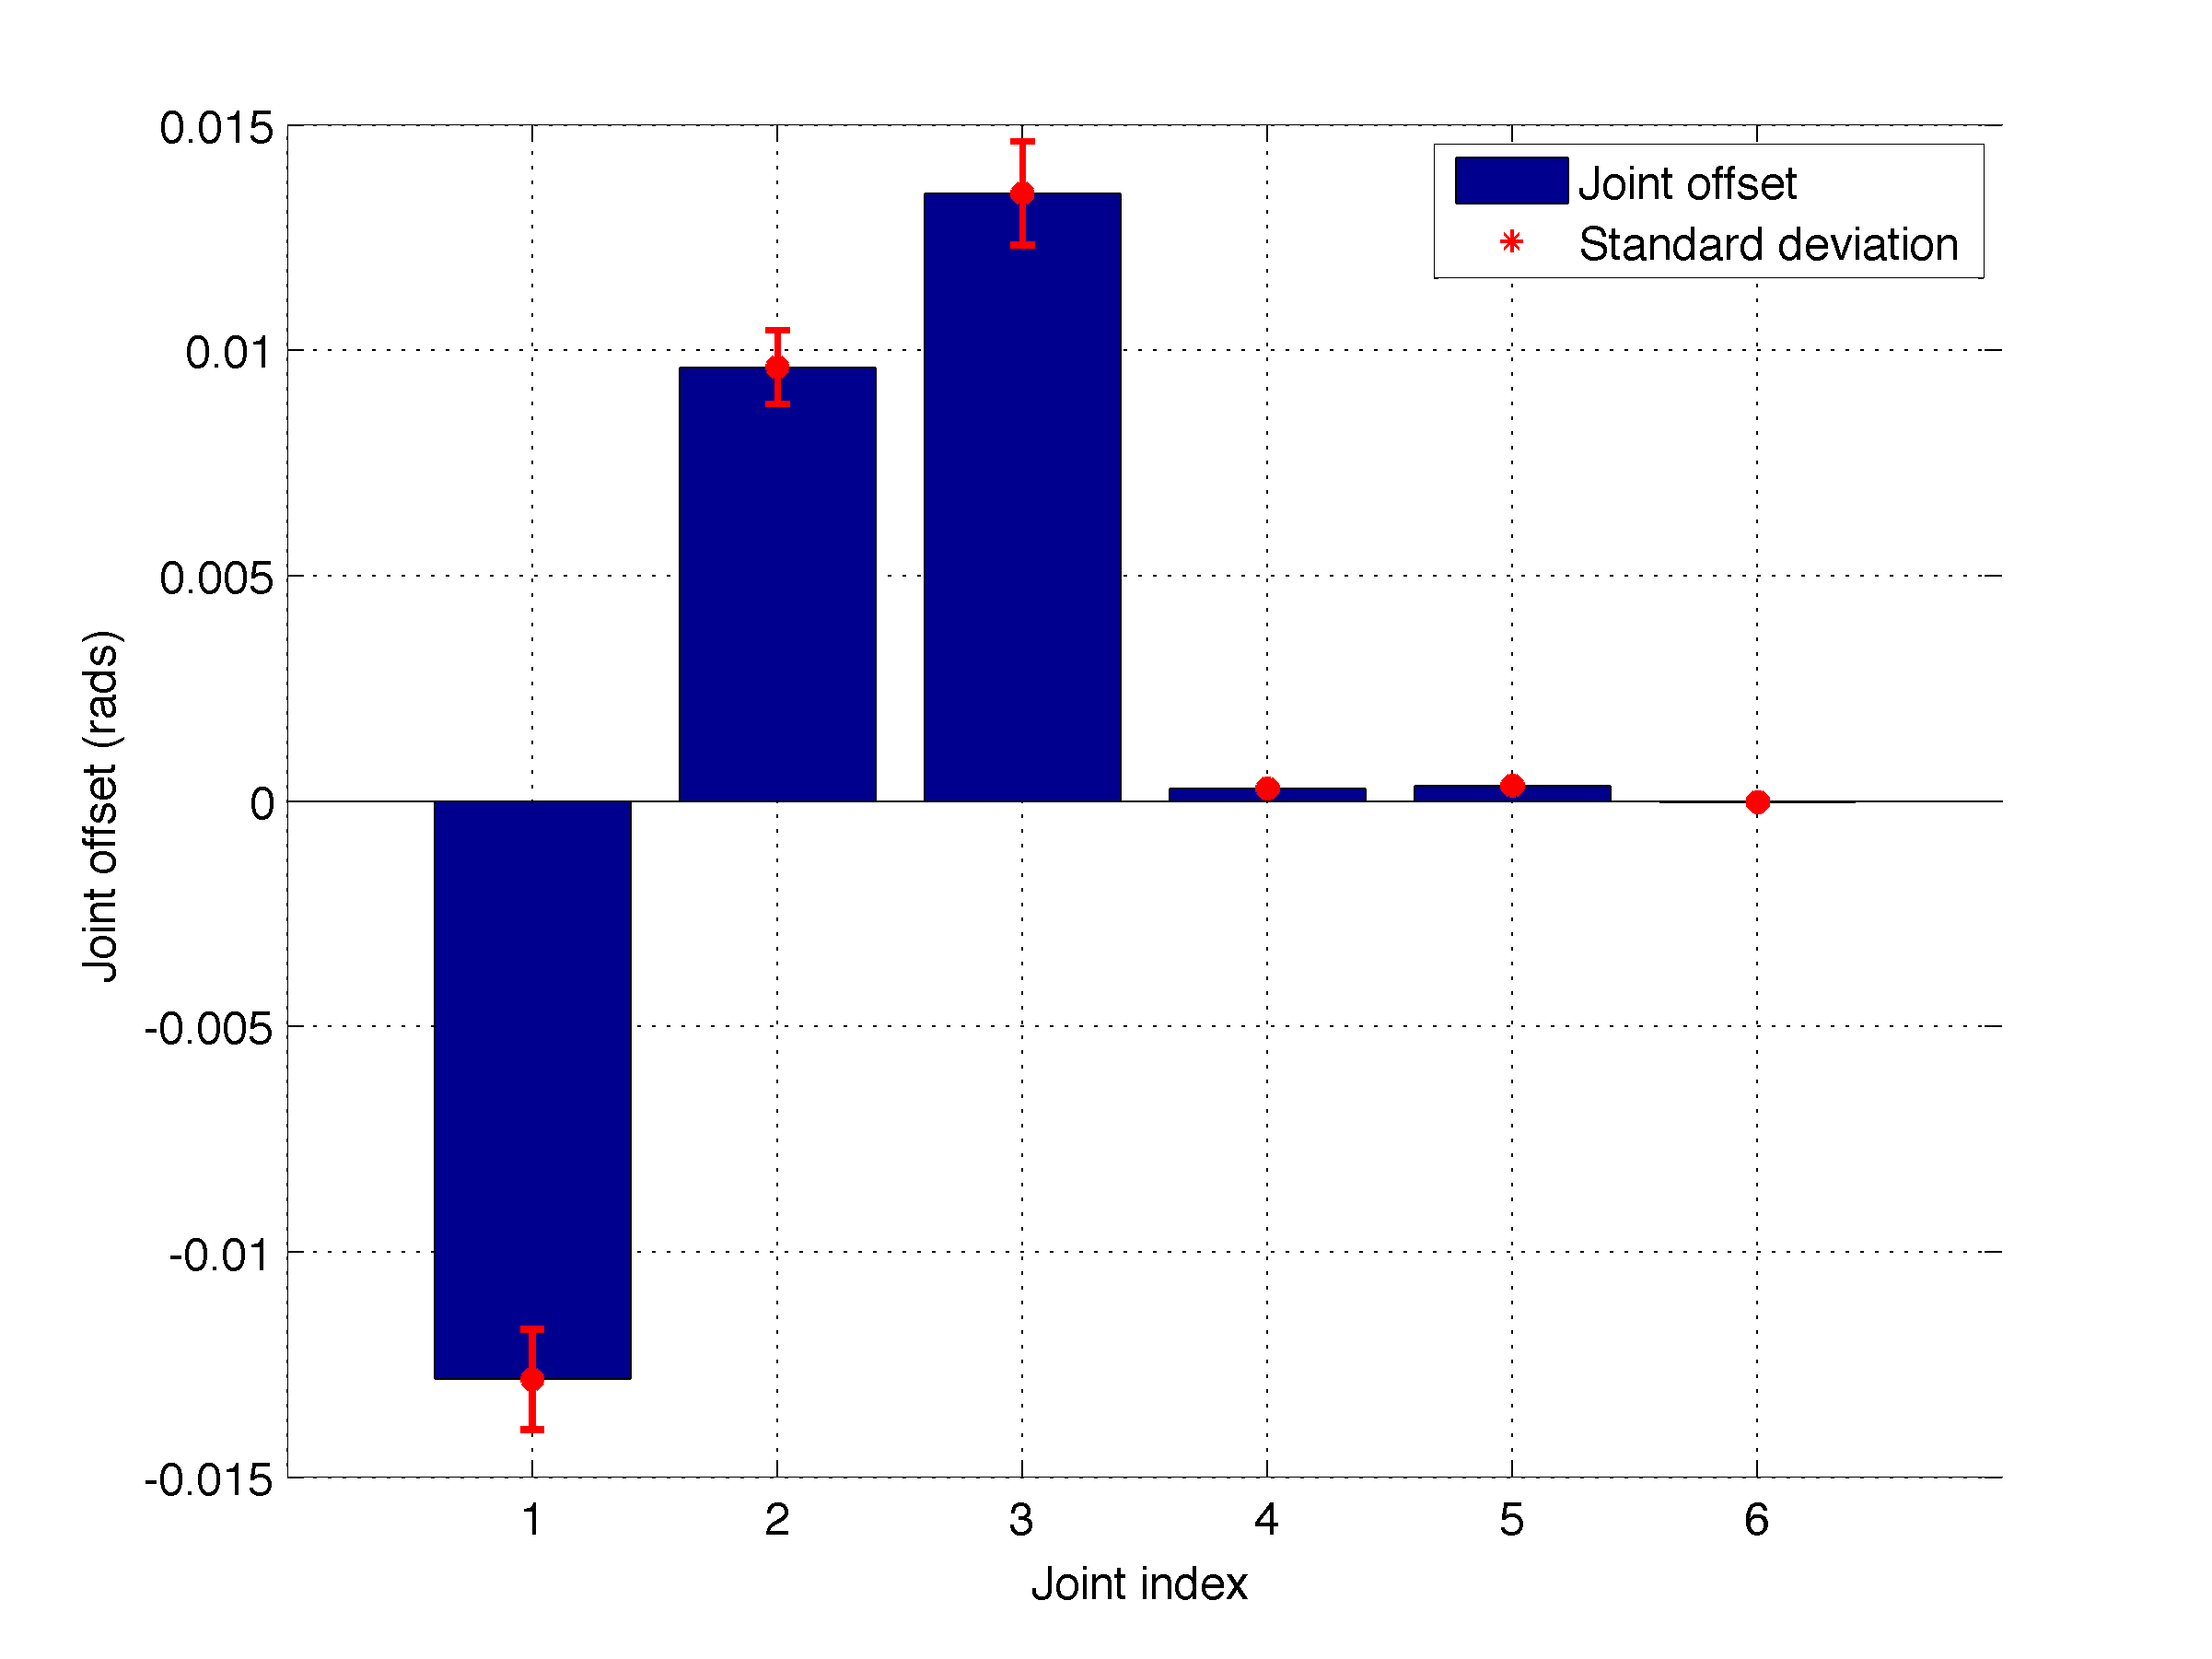 0.015
0.01
0.005
0
-0.005
-0.01
-0.015
Joint offset (rads)
Joint offset
Standard deviation
1 2 3 4 5 6
Joint index